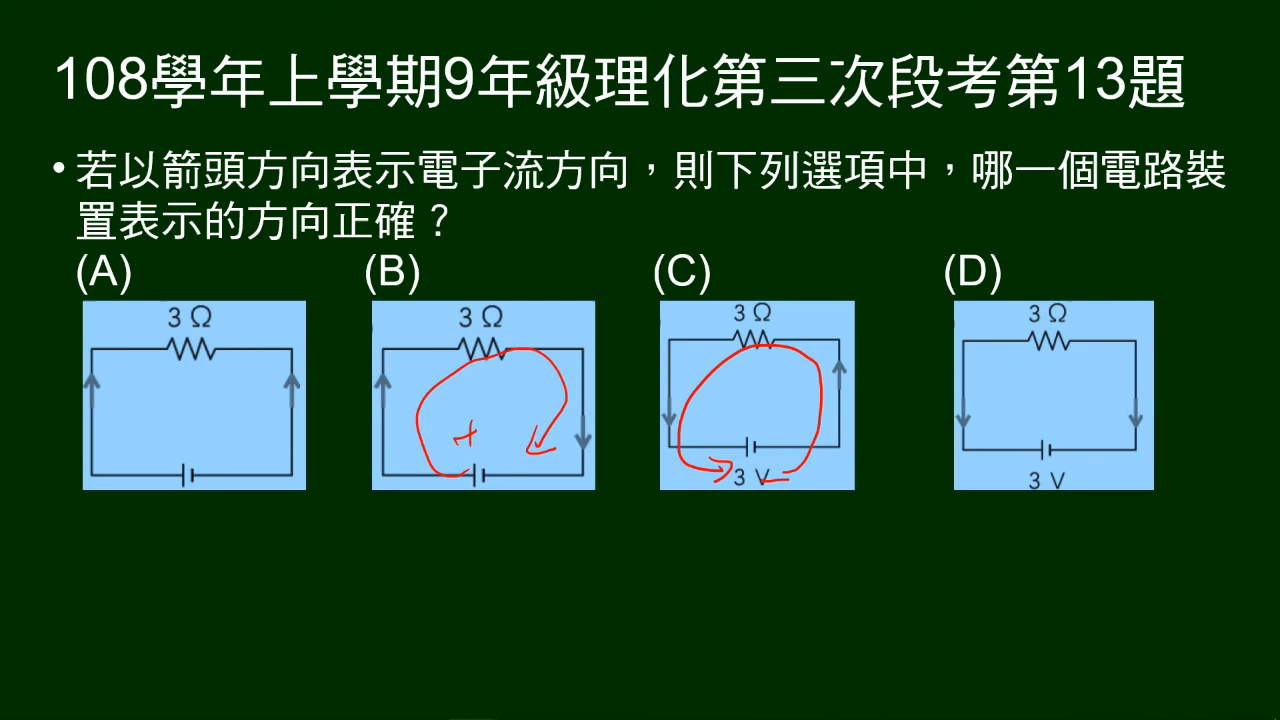 108學年上學期9年級理化第三次段考第13題
• 若以箭頭方向表示電子流方向，則下列選項中，哪一個電路裝
置表示的方向正確？
(A) (B) (C) (D)
3 Ω 3 Ω 3 Ω 3 Ω
+
3 V 3 V